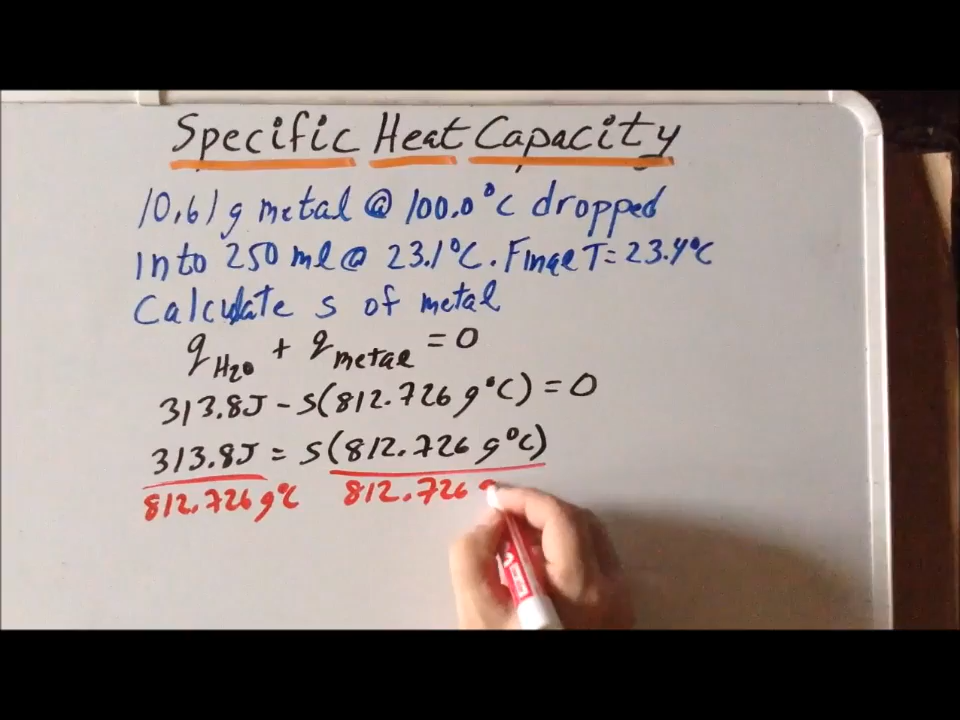 Specific Heat Capacity
10.61g metal @ 100.0°C dropped
into 250 ml @ 23.1°C. Final T = 23.4°C
Calculate s of metal
q H2O + q metal = 0
313.8J - S(812.726 g°C) = 0
313.8J = S(812.726 g°C)
812.726 g°C 812.726 g